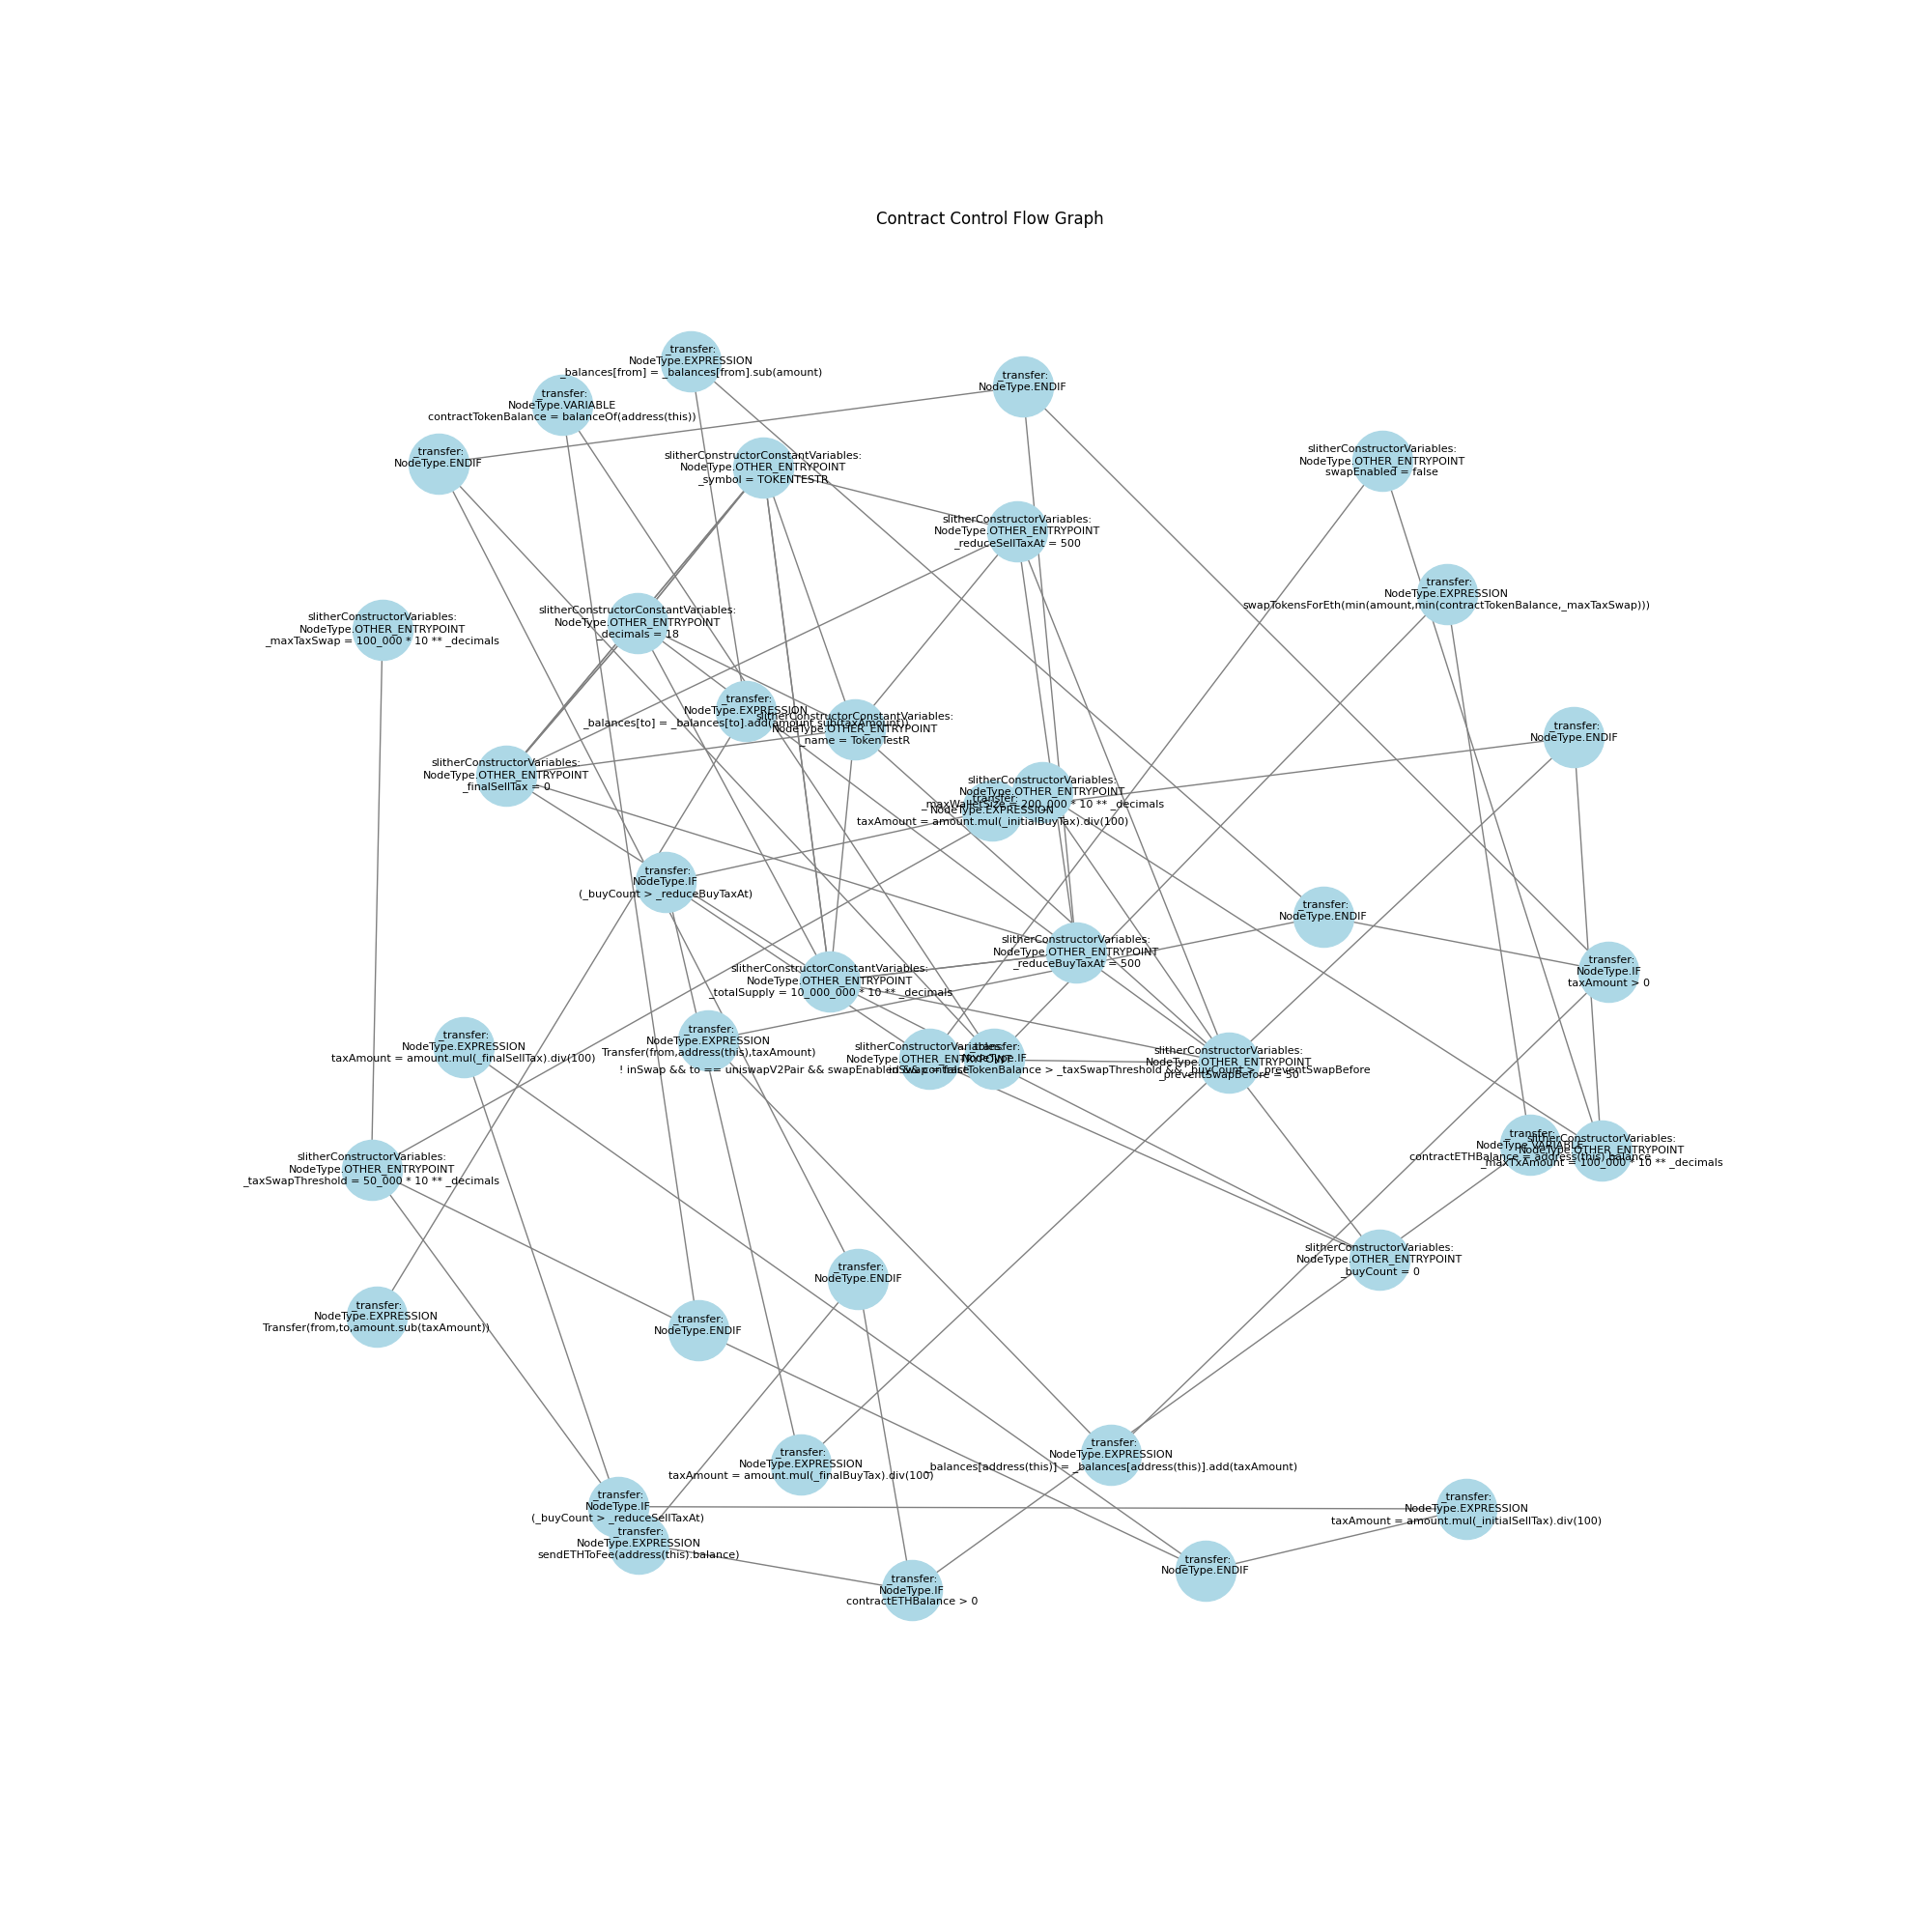 Contract Control Flow Graph
_transfer:
NodeType.EXPRESSION
_balances[from] = _balances[from].sub(amount)
_transfer:
NodeType.ENDIF
_transfer:
NodeType.VARIABLE
contractTokenBalance = balanceOf(address(this))
_transfer:
NodeType.ENDIF
slitherConstructorConstantVariables:
NodeType.OTHER_ENTRYPOINT
_symbol = TOKENTESTR
slitherConstructorVariables:
NodeType.OTHER_ENTRYPOINT
swapEnabled = false
slitherConstructorVariables:
NodeType.OTHER_ENTRYPOINT
_reduceSellTaxAt = 500
_transfer:
NodeType.EXPRESSION
swapTokensForEth(min(amount,min(contractTokenBalance,_maxTaxSwap)))
slitherConstructorConstantVariables:
NodeType.OTHER_ENTRYPOINT
_decimals = 18
slitherConstructorVariables:
NodeType.OTHER_ENTRYPOINT
_maxTaxSwap = 100_000 * 10 ** _decimals
_transfer:
NodeType.EXPRESSION
_balances[to] = _balances[to].add(amount.sub(taxAmount))
slitherConstructorConstantVariables:
NodeType.OTHER_ENTRYPOINT
_name = TokenTestR
_transfer:
NodeType.ENDIF
slitherConstructorVariables:
NodeType.OTHER_ENTRYPOINT
_finalSellTax = 0
slitherConstructorVariables:
NodeType.OTHER_ENTRYPOINT
_maxWalletSize = 200_000 * 10 ** _decimals
_transfer:
NodeType.EXPRESSION
taxAmount = amount.mul(_initialBuyTax).div(100)
_transfer:
NodeType.IF
(_buyCount > _reduceBuyTaxAt)
_transfer:
NodeType.ENDIF
slitherConstructorVariables:
NodeType.OTHER_ENTRYPOINT
_reduceBuyTaxAt = 500
_transfer:
NodeType.IF
taxAmount > 0
slitherConstructorConstantVariables:
NodeType.OTHER_ENTRYPOINT
_totalSupply = 10_000_000 * 10 ** _decimals
_transfer:
NodeType.EXPRESSION
Transfer(from,address(this),taxAmount)
_transfer:
NodeType.EXPRESSION
taxAmount = amount.mul(_finalSellTax).div(100)
slitherConstructorVariables:
NodeType.OTHER_ENTRYPOINT
inSwap = false
_transfer:
NodeType.IF
! inSwap && to == uniswapV2Pair && swapEnabled && contractTokenBalance > _taxSwapThreshold && _buyCount > _preventSwapBefore
slitherConstructorVariables:
NodeType.OTHER_ENTRYPOINT
_preventSwapBefore = 50
_transfer:
NodeType.VARIABLE
contractETHBalance = address(this).balance
slitherConstructorVariables:
NodeType.OTHER_ENTRYPOINT
_maxTxAmount = 100_000 * 10 ** _decimals
slitherConstructorVariables:
NodeType.OTHER_ENTRYPOINT
_taxSwapThreshold = 50_000 * 10 ** _decimals
slitherConstructorVariables:
NodeType.OTHER_ENTRYPOINT
_buyCount = 0
_transfer:
NodeType.ENDIF
_transfer:
NodeType.EXPRESSION
Transfer(from,to,amount.sub(taxAmount))
_transfer:
NodeType.ENDIF
_transfer:
NodeType.EXPRESSION
_balances[address(this)] = _balances[address(this)].add(taxAmount)
_transfer:
NodeType.EXPRESSION
taxAmount = amount.mul(_finalBuyTax).div(100)
_transfer:
NodeType.IF
(_buyCount > _reduceSellTaxAt)
_transfer:
NodeType.EXPRESSION
taxAmount = amount.mul(_initialSellTax).div(100)
_transfer:
NodeType.EXPRESSION
sendETHToFee(address(this).balance)
_transfer:
NodeType.ENDIF
_transfer:
NodeType.IF
contractETHBalance > 0